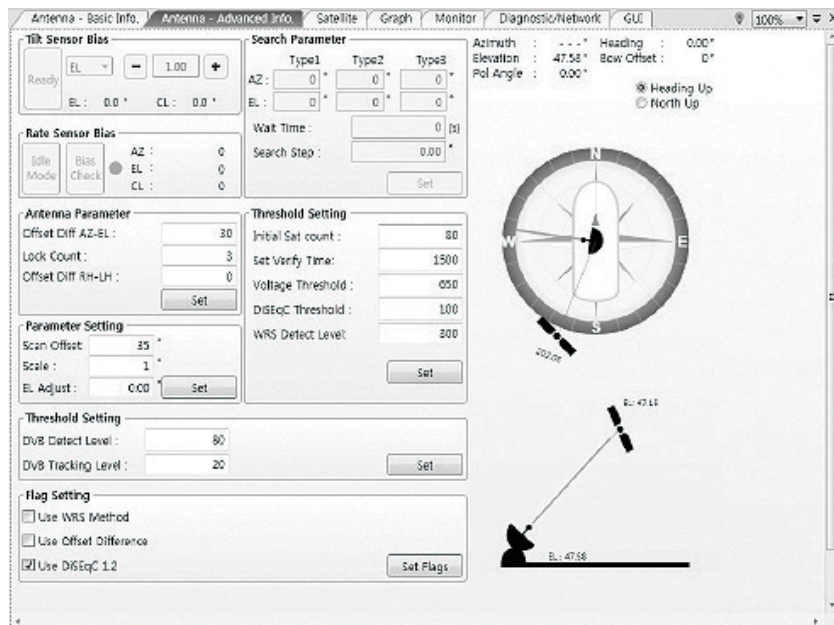 Antenna - Basic Info. Antenna - Advanced Info. Satellite Graph Monitor Diagnostic/Network GUI 100%
Tilt Sensor Bias
Ready EL - 1.00 +
EL : 0.0 ° CL : 0.0 °
Rate Sensor Bias
Idle Mode Bias Check
AZ : 0
EL : 0
CL : 0
Search Parameter
Type1 Type2 Type3
AZ : 0 ° 0 ° 0 °
EL : 0 ° 0 ° 0 °
Wait Time : 0 [s]
Search Step : 0.00 °
Set
Antenna Parameter
Offset Diff AZ-EL : 30
Lock Count : 3
Offset Diff RH-LH : 0
Set
Parameter Setting
Scan Offset 35 °
Scale : 1 °
EL Adjust : 0.00 ° Set
Threshold Setting
Initial Sat count : 80
Sat Verify Time: 1500
Voltage Threshold : 650
DiSEqC Threshold : 100
WRS Detect Level: 300
Set
Threshold Setting
DVB Detect Level : 80
DVB Tracking Level : 20
Set
Flag Setting
Use WRS Method
Use Offset Difference
Use DiSEqC 1.2
Set Flags
Azimuth : ---° Heading : 0.00°
Elevation : 47.58° Bow Offset : 0°
Pol Angle : 0.00°
Heading Up
North Up
N
W E
S
EL: 47.58